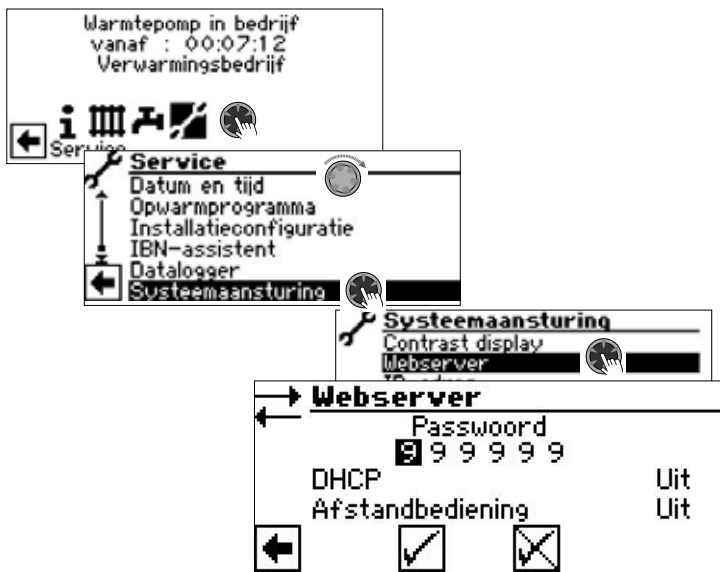 Warmtepomp in bedrijf
vanaf : 00:07:12
Verwarmingsbedrijf
Service
Service
Datum en tijd
Opwarmprogramma
Installatieconfiguratie
IBN-assistent
Datalogger
Systeemaansturing
Systeemaansturing
Contrast display
Webserver
Webserver
Passwoord
9 9 9 9 9 9
DHCP Uit
Afstandbediening Uit